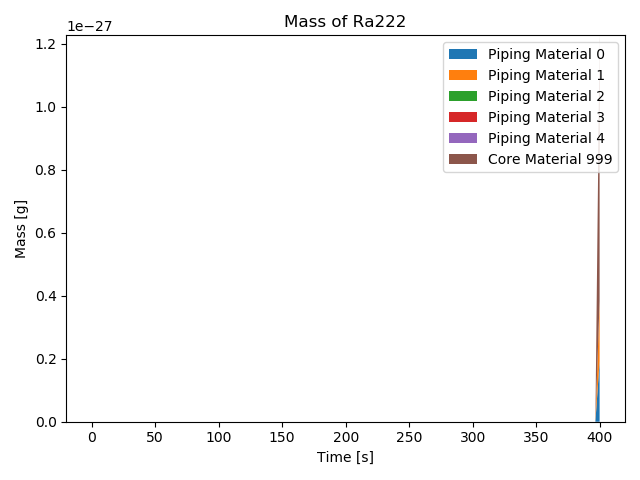 Mass of Ra222
1e−27
1.2
1.0
0.8
0.6
0.4
0.2
0.0
Mass [g]
Piping Material 0
Piping Material 1
Piping Material 2
Piping Material 3
Piping Material 4
Core Material 999
0 50 100 150 200 250 300 350 400
Time [s]